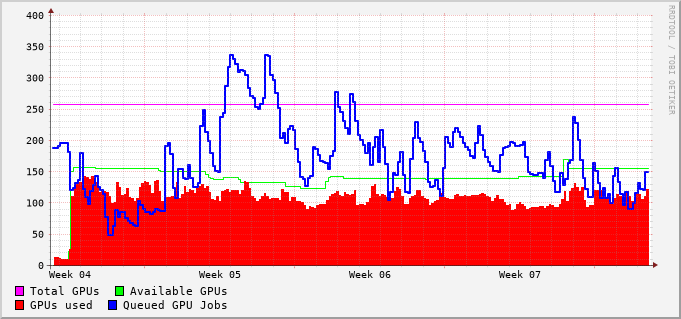 400
350
300
250
200
150
100
50
0
Week 04 Week 05 Week 06 Week 07
Total GPUs Available GPUs
GPUs used Queued GPU Jobs
RRDTOOL / TOBI OETIKER